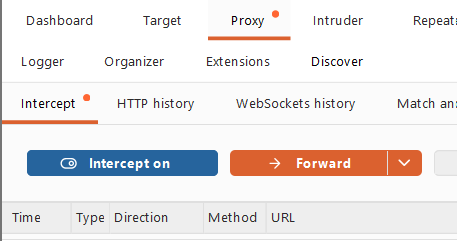 Dashboard Target Proxy Intruder
Logger Organizer Extensions Discover
Intercept HTTP history WebSockets history Match
Intercept on Forward
Time Type Direction Method URL